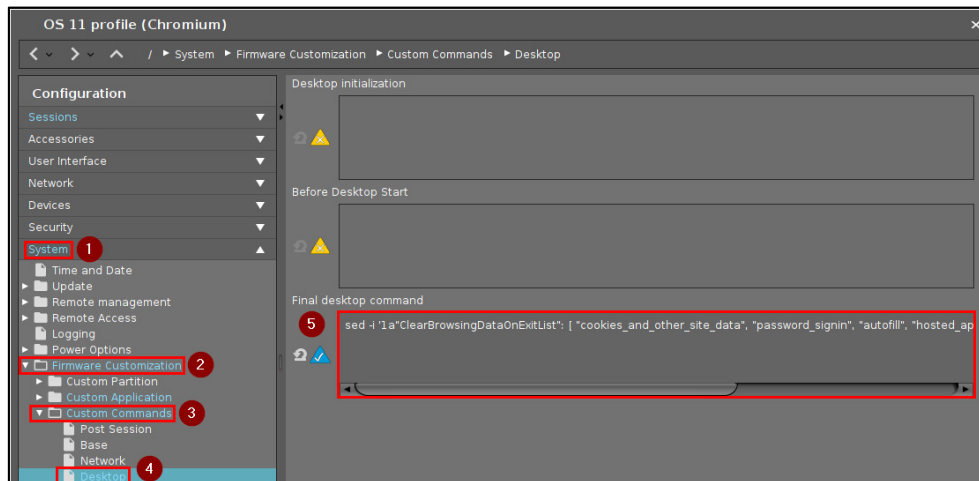 OS 11 profile (Chromium)
/ System Firmware Customization Custom Commands Desktop
Configuration
Sessions
Accessories
User Interface
Network
Devices
Security
System 1
Time and Date
Update
Remote management
Remote Access
Logging
Power Options
Firmware Customization 2
Custom Partition
Custom Application
Custom Commands 3
Post Session
Base
Network
Desktop 4
Desktop initialization
Before Desktop Start
Final desktop command
5
sed -i '1a"ClearBrowsingDataOnExitList": [ "cookies_and_other_site_data", "password_signin", "autofill", "hosted_ap